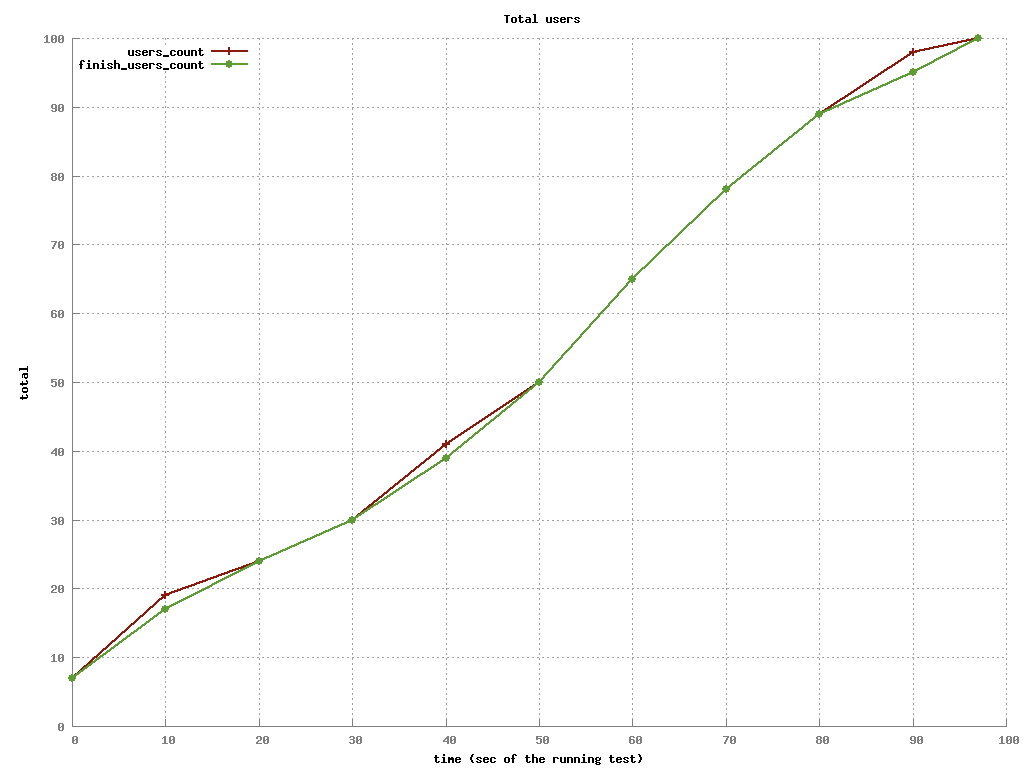 Total users
users_count
finish_users_count
100
90
80
70
60
50
40
30
20
10
0
total
0 10 20 30 40 50 60 70 80 90 100
time (sec of the running test)